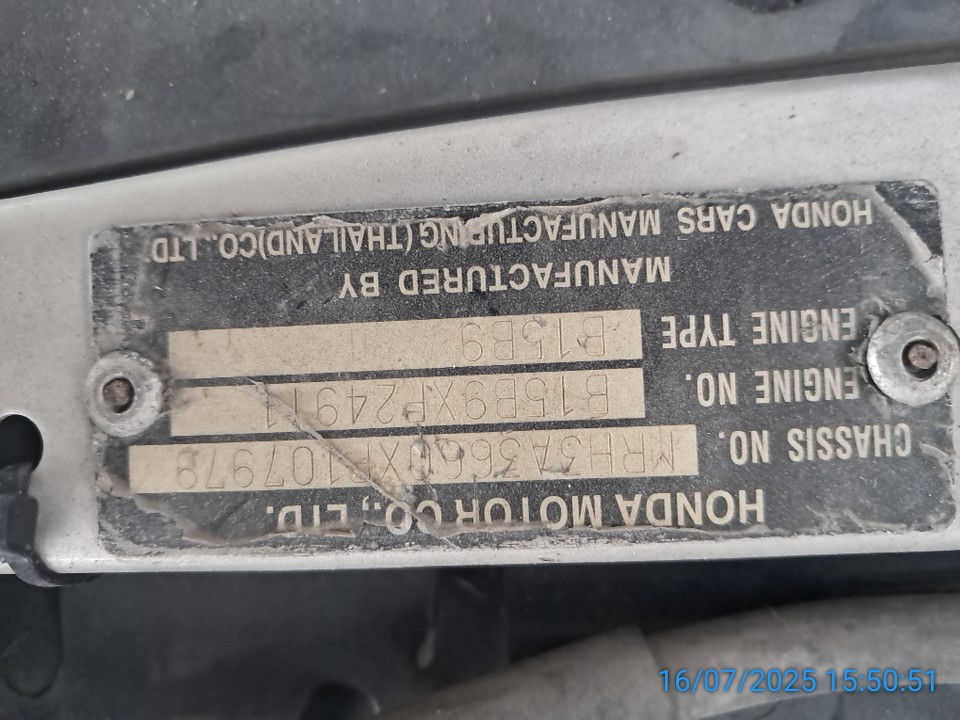 HONDA MOTOR CO., LTD.
CHASSIS NO.
ENGINE NO. B15B9XP24911
ENGINE TYPE B15B9
MANUFACTURED BY
HONDA CARS MANUFACTURING (THAILAND) CO., LTD
16/07/2025 15:50:51